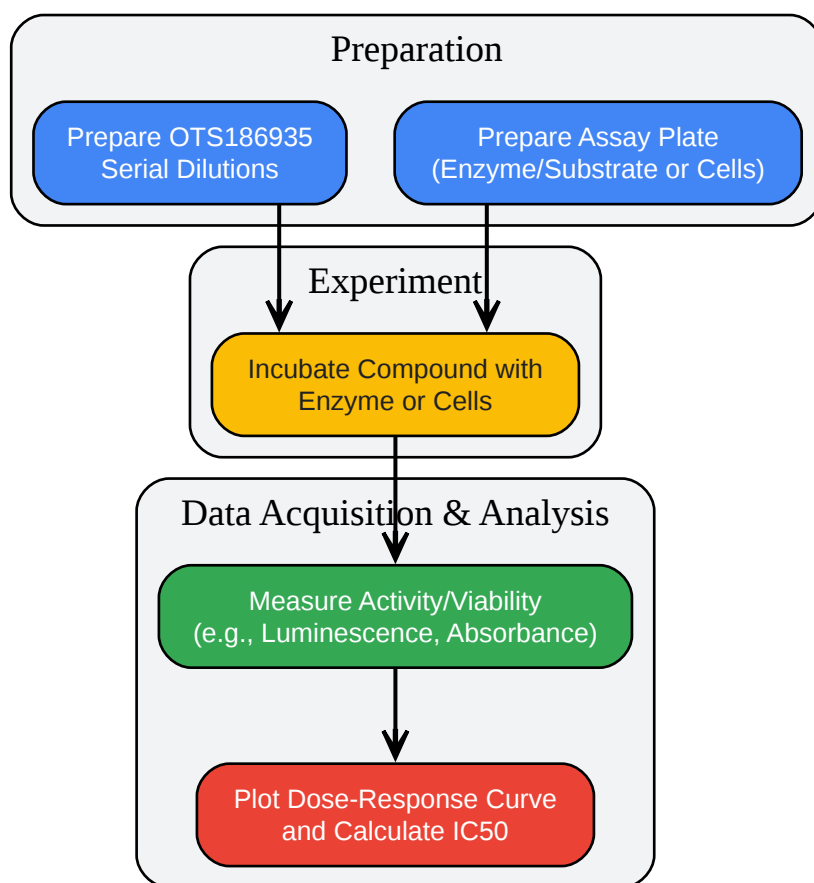 Preparation
Prepare OTS186935
Serial Dilutions
Prepare Assay Plate
(Enzyme/Substrate or Cells)
Experiment
Incubate Compound with
Enzyme or Cells
Data Acquisition & Analysis
Measure Activity/Viability
(e.g., Luminescence, Absorbance)
Plot Dose-Response Curve
and Calculate IC50